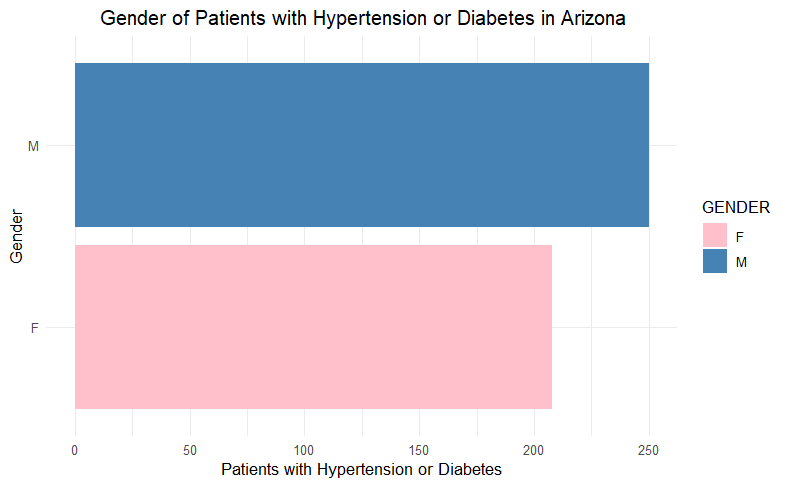 Gender of Patients with Hypertension or Diabetes in Arizona
Gender
M
F
0 50 100 150 200 250
Patients with Hypertension or Diabetes
GENDER
F
M